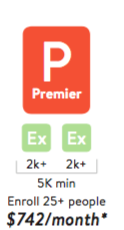 P
Premier
Ex Ex
2k+ 2k+
5K min
Enroll 25+ people
$742/month*